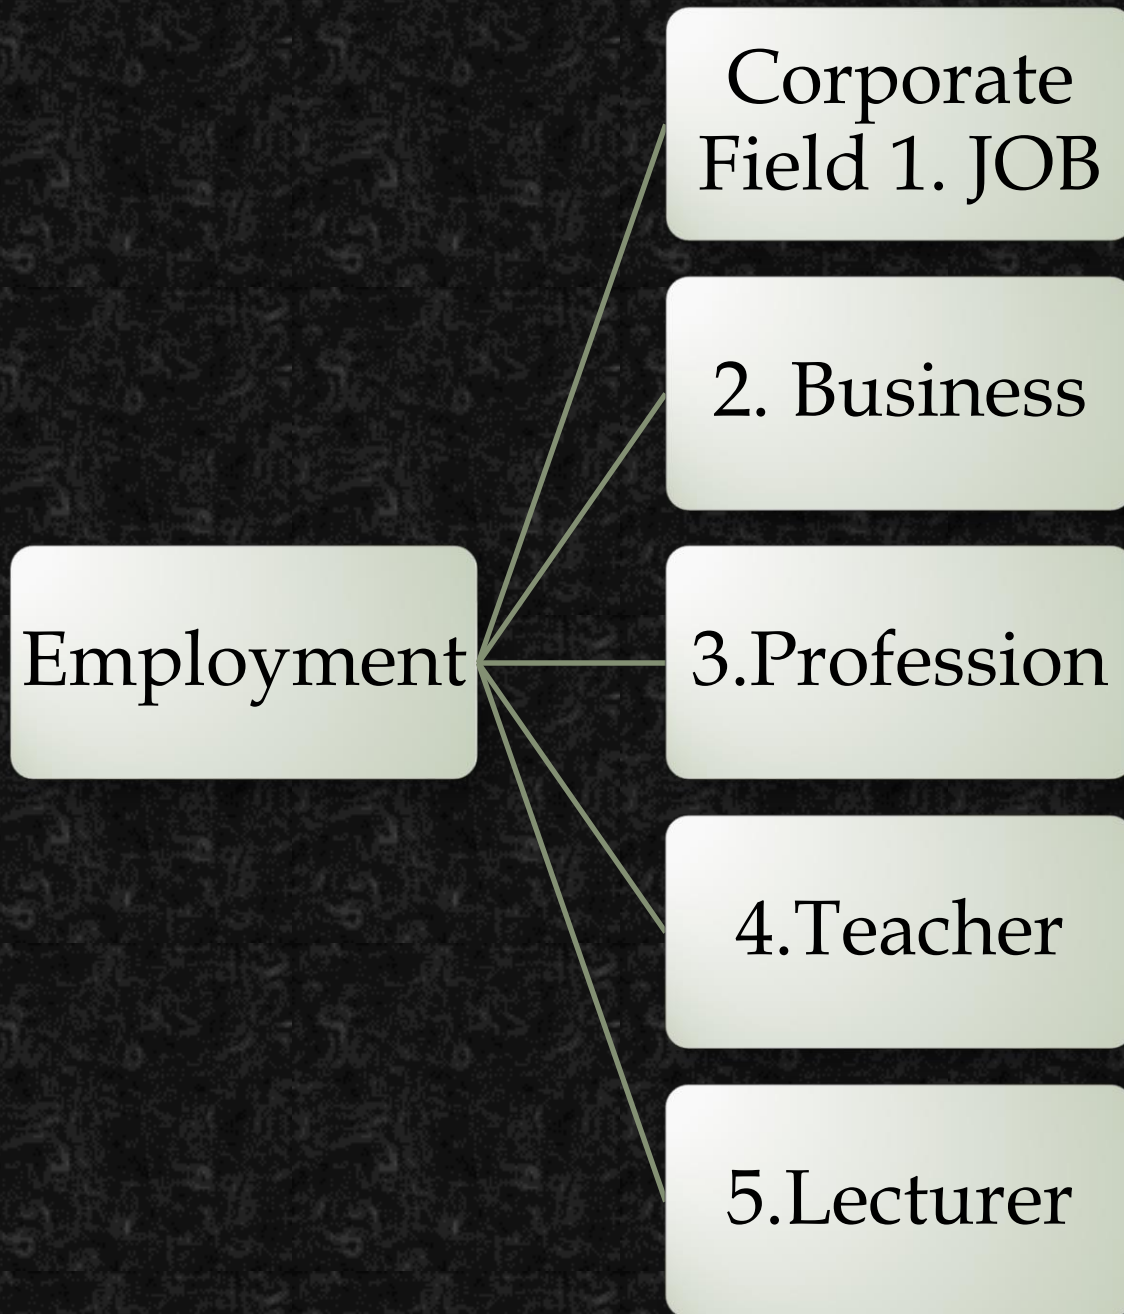 Employment
Corporate
Field 1. JOB
2. Business
3.Profession
4.Teacher
5.Lecturer